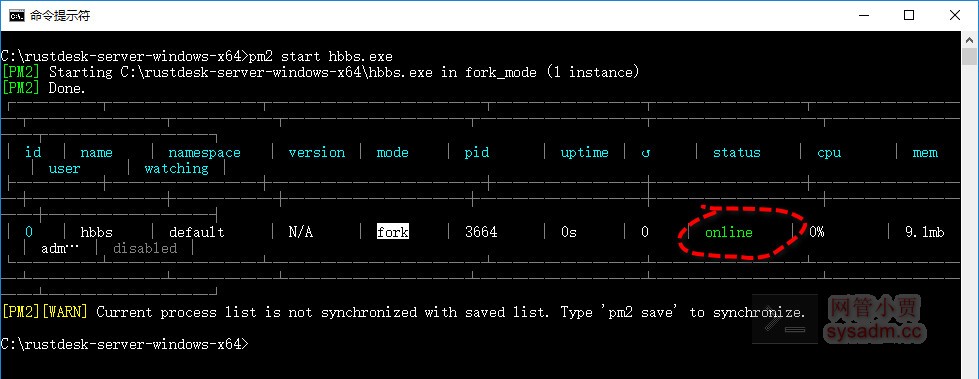 命令提示符
C:\rustdesk-server-windows-x64>pm2 start hbbs.exe
[PM2] Starting C:\rustdesk-server-windows-x64\hbbs.exe in fork_mode (1 instance)
[PM2] Done.
│ id │ name │ namespace │ version │ mode │ pid │ uptime │ ↺ │ status │ cpu │ mem
│ user │ watching │
│ 0 │ hbbs │ default │ N/A │ fork │ 3664 │ 0s │ 0 │ online │ 0% │ 9.1mb
│ adm… │ disabled │
[PM2][WARN] Current process list is not synchronized with saved list. Type 'pm2 save' to synchronize.
C:\rustdesk-server-windows-x64>
网管小贾
sysadm.cc